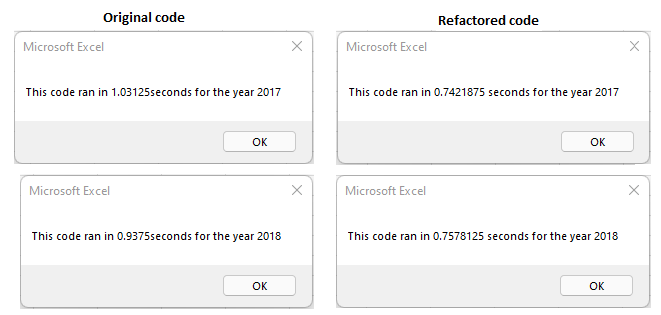 Original code
Refactored code
Microsoft Excel
This code ran in 1.03125seconds for the year 2017
OK
Microsoft Excel
This code ran in 0.7421875 seconds for the year 2017
OK
Microsoft Excel
This code ran in 0.9375seconds for the year 2018
OK
Microsoft Excel
This code ran in 0.7578125 seconds for the year 2018
OK